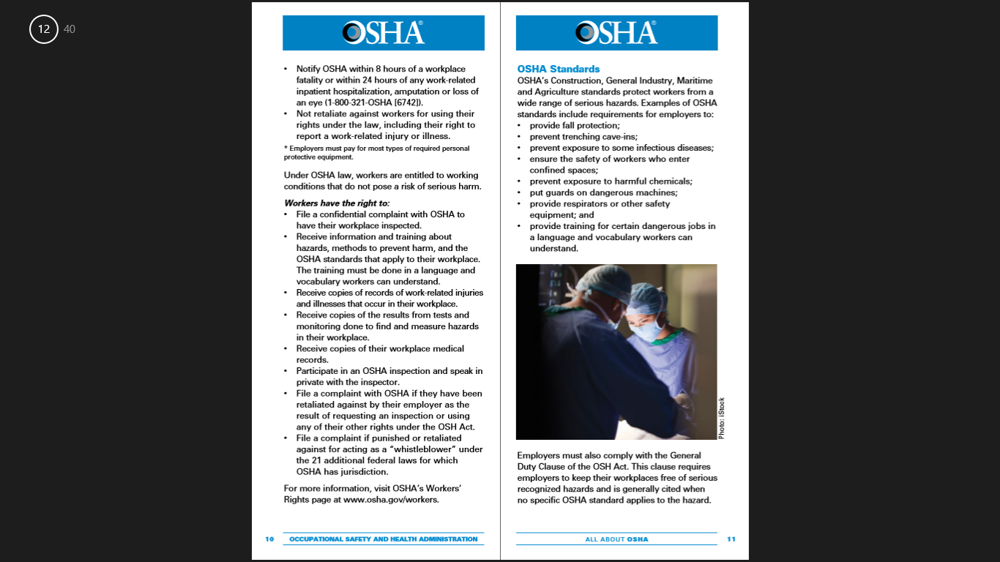 12 40
OSHA®
• Notify OSHA within 8 hours of a workplace
fatality or within 24 hours of any work-related
inpatient hospitalization, amputation or loss of
an eye (1-800-321-OSHA [6742]).
• Not retaliate against workers for using their
rights under the law, including their right to
report a work-related injury or illness.
* Employers must pay for most types of required personal
protective equipment.
Under OSHA law, workers are entitled to working
conditions that do not pose a risk of serious harm.
Workers have the right to:
• File a confidential complaint with OSHA to
have their workplace inspected.
• Receive information and training about
hazards, methods to prevent harm, and the
OSHA standards that apply to their workplace.
The training must be done in a language and
vocabulary workers can understand.
• Receive copies of records of work-related injuries
and illnesses that occur in their workplace.
• Receive copies of the results from tests and
monitoring done to find and measure hazards
in their workplace.
• Receive copies of their workplace medical
records.
• Participate in an OSHA inspection and speak in
private with the inspector.
• File a complaint with OSHA if they have been
retaliated against by their employer as the
result of requesting an inspection or using
any of their other rights under the OSH Act.
• File a complaint if punished or retaliated
against for acting as a “whistleblower” under
the 21 additional federal laws for which
OSHA has jurisdiction.
For more information, visit OSHA’s Workers’
Rights page at www.osha.gov/workers.
10 OCCUPATIONAL SAFETY AND HEALTH ADMINISTRATION
OSHA®
OSHA Standards
OSHA’s Construction, General Industry, Maritime
and Agriculture standards protect workers from a
wide range of serious hazards. Examples of OSHA
standards include requirements for employers to:
• provide fall protection;
• prevent trenching cave-ins;
• prevent exposure to some infectious diseases;
• ensure the safety of workers who enter
confined spaces;
• prevent exposure to harmful chemicals;
• put guards on dangerous machines;
• provide respirators or other safety
equipment; and
• provide training for certain dangerous jobs in
a language and vocabulary workers can
understand.
Photo: iStock
Employers must also comply with the General
Duty Clause of the OSH Act. This clause requires
employers to keep their workplaces free of serious
recognized hazards and is generally cited when
no specific OSHA standard applies to the hazard.
ALL ABOUT OSHA 11